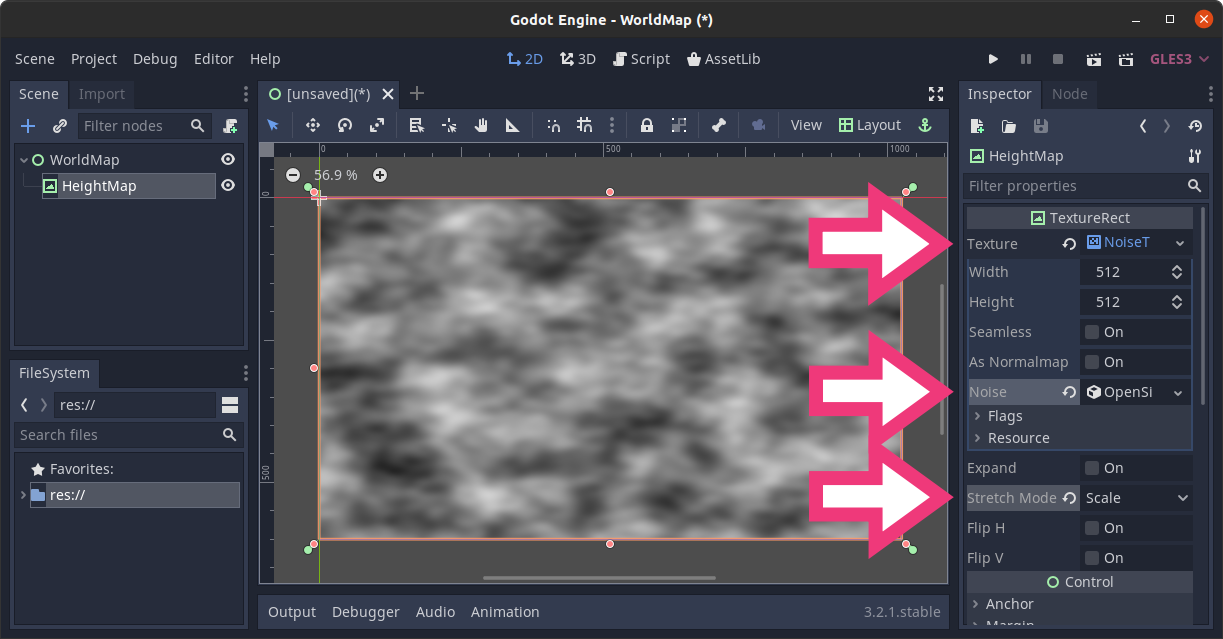 Godot Engine - WorldMap (*)
Scene Project Debug Editor Help
2D 3D Script AssetLib
GLES3
Scene Import
Filter nodes
WorldMap
HeightMap
FileSystem
res://
Search files
Favorites:
res://
[unsaved](*)
View Layout
0 500 1000
56.9 %
0
500
Output Debugger Audio Animation 3.2.1.stable
Inspector Node
HeightMap
Filter properties
TextureRect
Texture NoiseT
Width 512
Height 512
Seamless On
As Normalmap On
Noise OpenSi
Flags
Resource
Expand On
Stretch Mode Scale
Flip H On
Flip V On
Control
Anchor
Margin